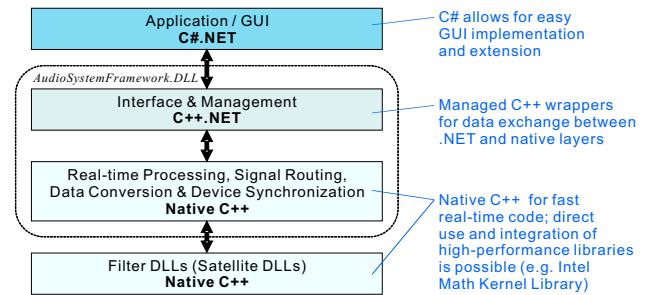 Application / GUI
C#.NET
C# allows for easy
GUI implementation
and extension
AudioSystemFramework.DLL
Interface & Management
C++.NET
Managed C++ wrappers
for data exchange between
.NET and native layers
Real-time Processing, Signal Routing,
Data Conversion & Device Synchronization
Native C++
Native C++ for fast
real-time code; direct
use and integration of
high-performance libraries
is possible (e.g. Intel
Math Kernel Library)
Filter DLLs (Satellite DLLs)
Native C++